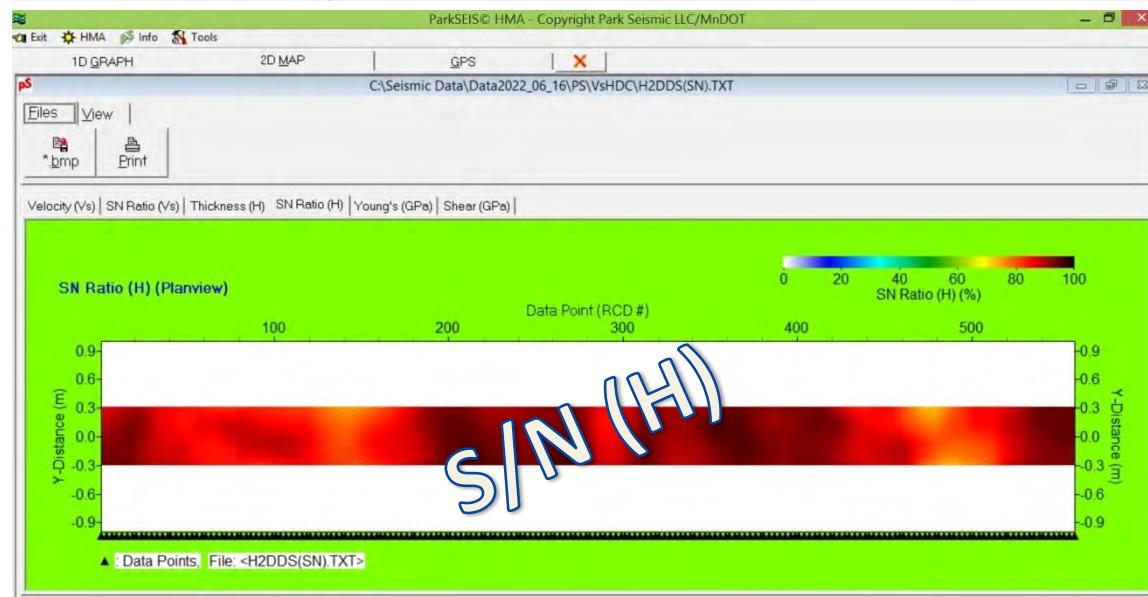 ParkSEIS© HMA - Copyright Park Seismic LLC/MnDOT
Exit HMA Info Tools
1D GRAPH 2D MAP GPS
pS C:\Seismic Data\Data2022_06_16\PS\VsHDC\H2DDS(SN).TXT
Files View
*.bmp Print
Velocity (Vs) SN Ratio (Vs) Thickness (H) SN Ratio (H) Young's (GPa) Shear (GPa)
0 20 40 60 80 100
SN Ratio (H) (%)
SN Ratio (H) (Planview)
Data Point (RCD #)
100 200 300 400 500
0.9 0.9
0.6 0.6
0.3 0.3
0.0 0.0
-0.3 -0.3
-0.6 -0.6
-0.9 -0.9
Y-Distance (m)
Y-Distance (m)
S/N (H)
: Data Points, File: <H2DDS(SN).TXT>